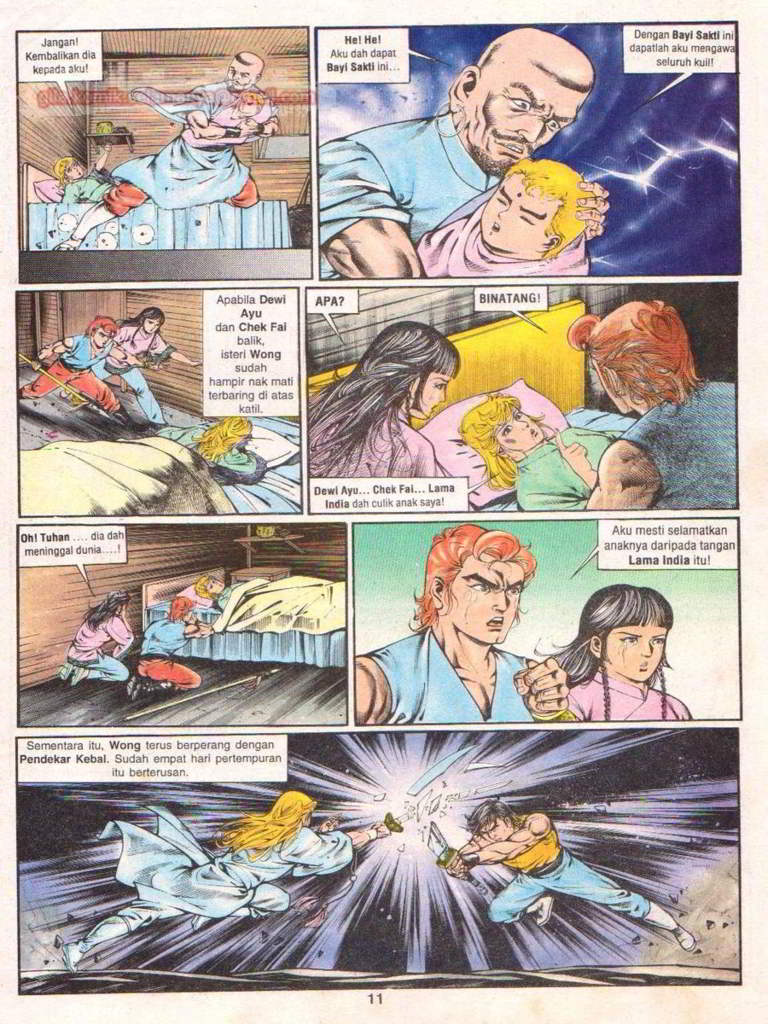 Jangan!
Kembalikan dia
kepada aku!
He! He!
Aku dah dapat
Bayi Sakti ini...
Dengan Bayi Sakti ini
dapatlah aku mengawa
seluruh kuil!
Apabila Dewi
Ayu
dan Chek Fai
balik,
isteri Wong
sudah
hampir nak mati
terbaring di atas
katil.
APA?
BINATANG!
Dewi Ayu... Chek Fai... Lama
India dah culik anak saya!
Oh! Tuhan .... dia dah
meninggal dunia....!
Aku mesti selamatkan
anaknya daripada tangan
Lama India itu!
Sementara itu, Wong terus berperang dengan
Pendekar Kebal. Sudah empat hari pertempuran
itu berterusan.
11